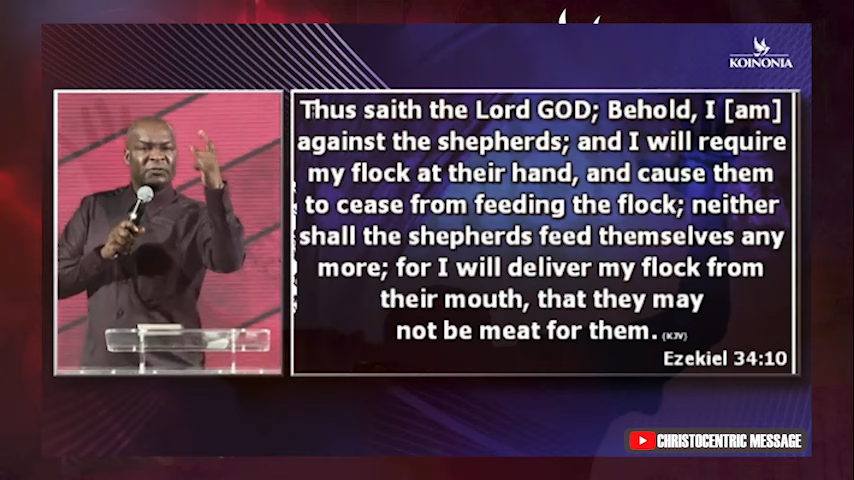 KOINONIA
Thus saith the Lord GOD; Behold, I [am]
against the shepherds; and I will require
my flock at their hand, and cause them
to cease from feeding the flock; neither
shall the shepherds feed themselves any
more; for I will deliver my flock from
their mouth, that they may
not be meat for them. (KJV)
Ezekiel 34:10
CHRISTOCENTRIC MESSAGE